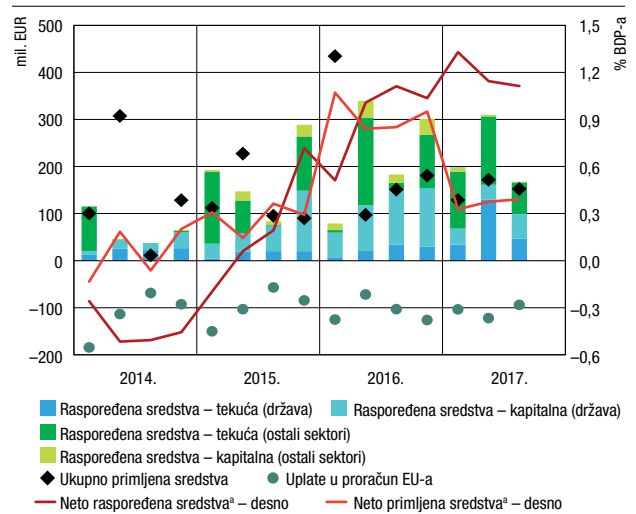 mil. EUR
% BDP-a
500
400
300
200
100
0
–100
–200
1,5
1,2
0,9
0,6
0,3
0,0
–0,3
–0,6
2014. 2015. 2016. 2017.
Raspoređena sredstva – tekuća (država) Raspoređena sredstva – kapitalna (država)
Raspoređena sredstva – tekuća (ostali sektori)
Raspoređena sredstva – kapitalna (ostali sektori)
Ukupno primljena sredstva Uplate u proračun EU-a
Neto raspoređena sredstvaª – desno Neto primljena sredstvaª – desno